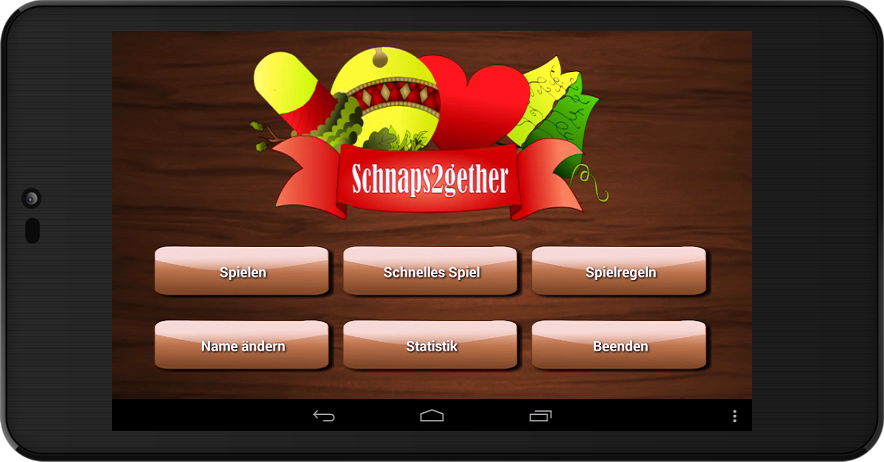 Schnaps2gether
Spielen
Schnelles Spiel
Spielregeln
Name ändern
Statistik
Beenden